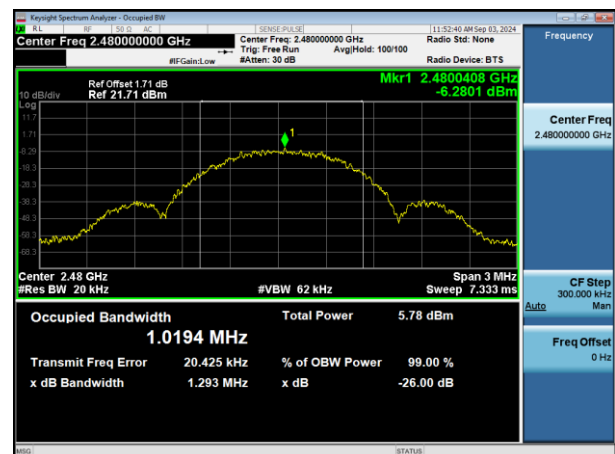 Keysight Spectrum Analyzer - Occupied BW
RL RF 50 Ω AC SENSE:PULSE 11:52:40 AM Sep 03, 2024
Center Freq 2.480000000 GHz
Center Freq: 2.480000000 GHz
Radio Std: None
Trig: Free Run Avg|Hold: 100/100
#IFGain:Low #Atten: 30 dB Radio Device: BTS
Ref Offset 1.71 dB
Mkr1 2.4800408 GHz
10 dB/div Ref 21.71 dBm -6.2801 dBm
Log
11.7
1.71
-8.29
-18.3
-28.3
-38.3
-48.3
-58.3
-68.3
1
Center 2.48 GHz Span 3 MHz
#Res BW 20 kHz #VBW 62 kHz Sweep 7.333 ms
Occupied Bandwidth Total Power 5.78 dBm
1.0194 MHz
Transmit Freq Error 20.425 kHz % of OBW Power 99.00 %
x dB Bandwidth 1.293 MHz x dB -26.00 dB
MSG STATUS
Frequency
Center Freq
2.480000000 GHz
CF Step
300.000 kHz
Auto Man
Freq Offset
0 Hz